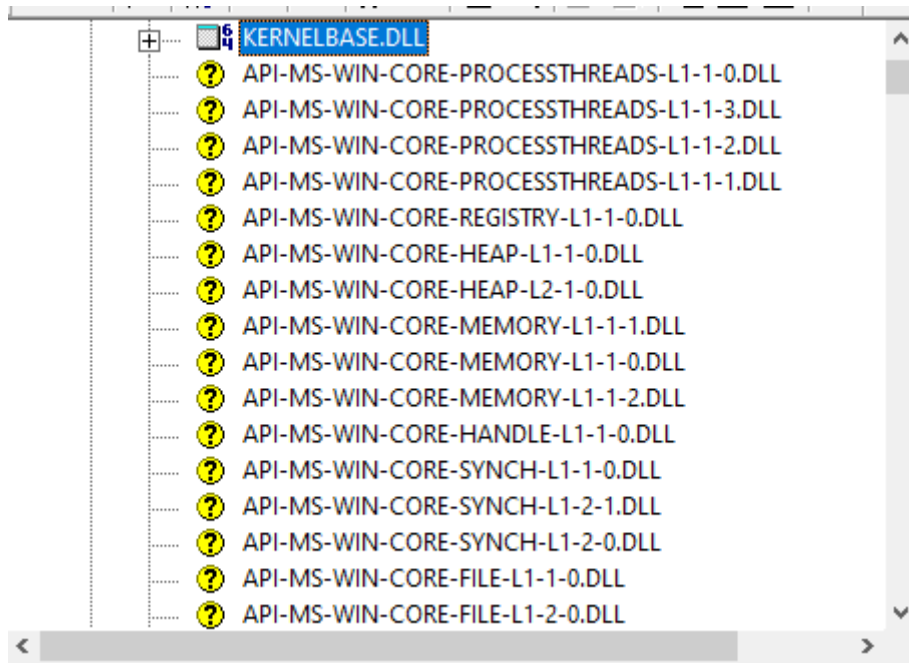 64 KERNELBASE.DLL
? API-MS-WIN-CORE-PROCESSTHREADS-L1-1-0.DLL
? API-MS-WIN-CORE-PROCESSTHREADS-L1-1-3.DLL
? API-MS-WIN-CORE-PROCESSTHREADS-L1-1-2.DLL
? API-MS-WIN-CORE-PROCESSTHREADS-L1-1-1.DLL
? API-MS-WIN-CORE-REGISTRY-L1-1-0.DLL
? API-MS-WIN-CORE-HEAP-L1-1-0.DLL
? API-MS-WIN-CORE-HEAP-L2-1-0.DLL
? API-MS-WIN-CORE-MEMORY-L1-1-1.DLL
? API-MS-WIN-CORE-MEMORY-L1-1-0.DLL
? API-MS-WIN-CORE-MEMORY-L1-1-2.DLL
? API-MS-WIN-CORE-HANDLE-L1-1-0.DLL
? API-MS-WIN-CORE-SYNCH-L1-1-0.DLL
? API-MS-WIN-CORE-SYNCH-L1-2-1.DLL
? API-MS-WIN-CORE-SYNCH-L1-2-0.DLL
? API-MS-WIN-CORE-FILE-L1-1-0.DLL
? API-MS-WIN-CORE-FILE-L1-2-0.DLL